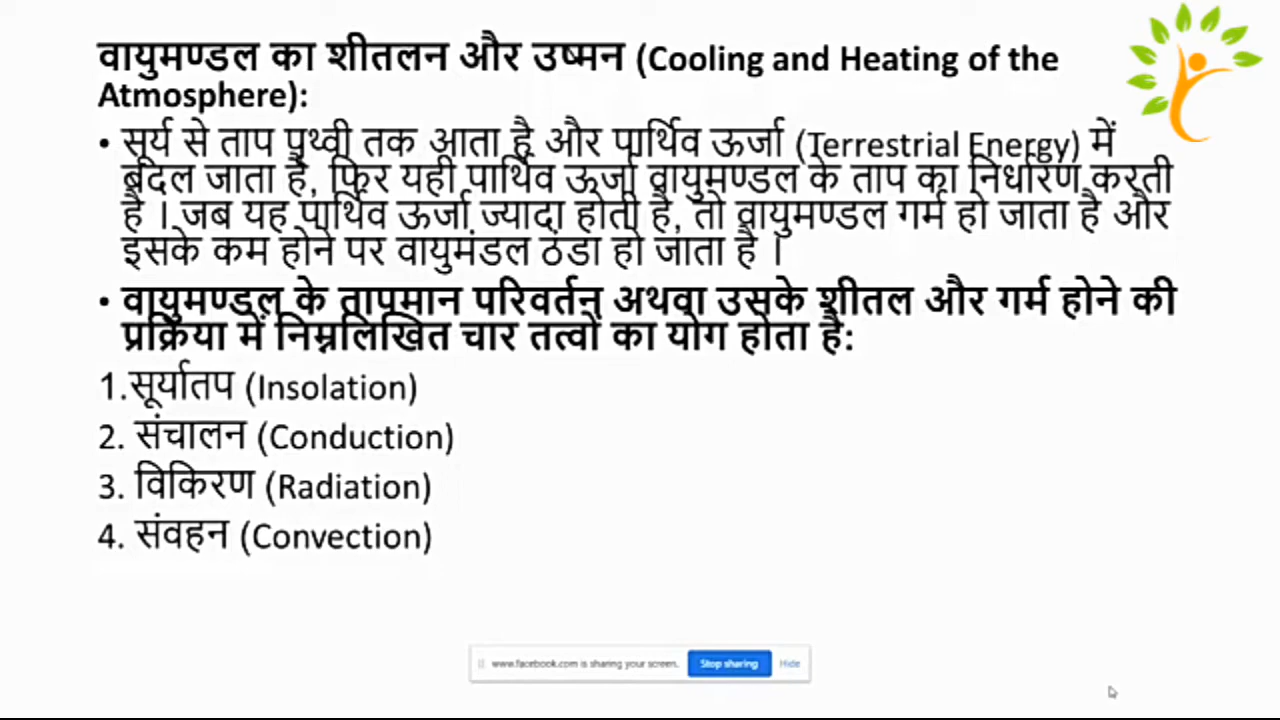 वायुमण्डल का शीतलन और उष्मन (Cooling and Heating of the
Atmosphere):
• सूर्य से ताप पृथ्वी तक आता है और पार्थिव ऊर्जा (Terrestrial Energy) में
बदल जाता है, फिर यही पार्थिव ऊर्जा वायुमण्डल के ताप का निर्धारण करती
है । जब यह पार्थिव ऊर्जा ज्यादा होती है, तो वायुमण्डल गर्म हो जाता है और
इसके कम होने पर वायुमंडल ठंडा हो जाता है ।
• वायुमण्डल के तापमान परिवर्तन अथवा उसके शीतल और गर्म होने की
प्रक्रिया में निम्नलिखित चार तत्वों का योग होता है:
1.सूर्यातप (Insolation)
2. संचालन (Conduction)
3. विकिरण (Radiation)
4. संवहन (Convection)
www.facebook.com is sharing your screen. Stop sharing Hide